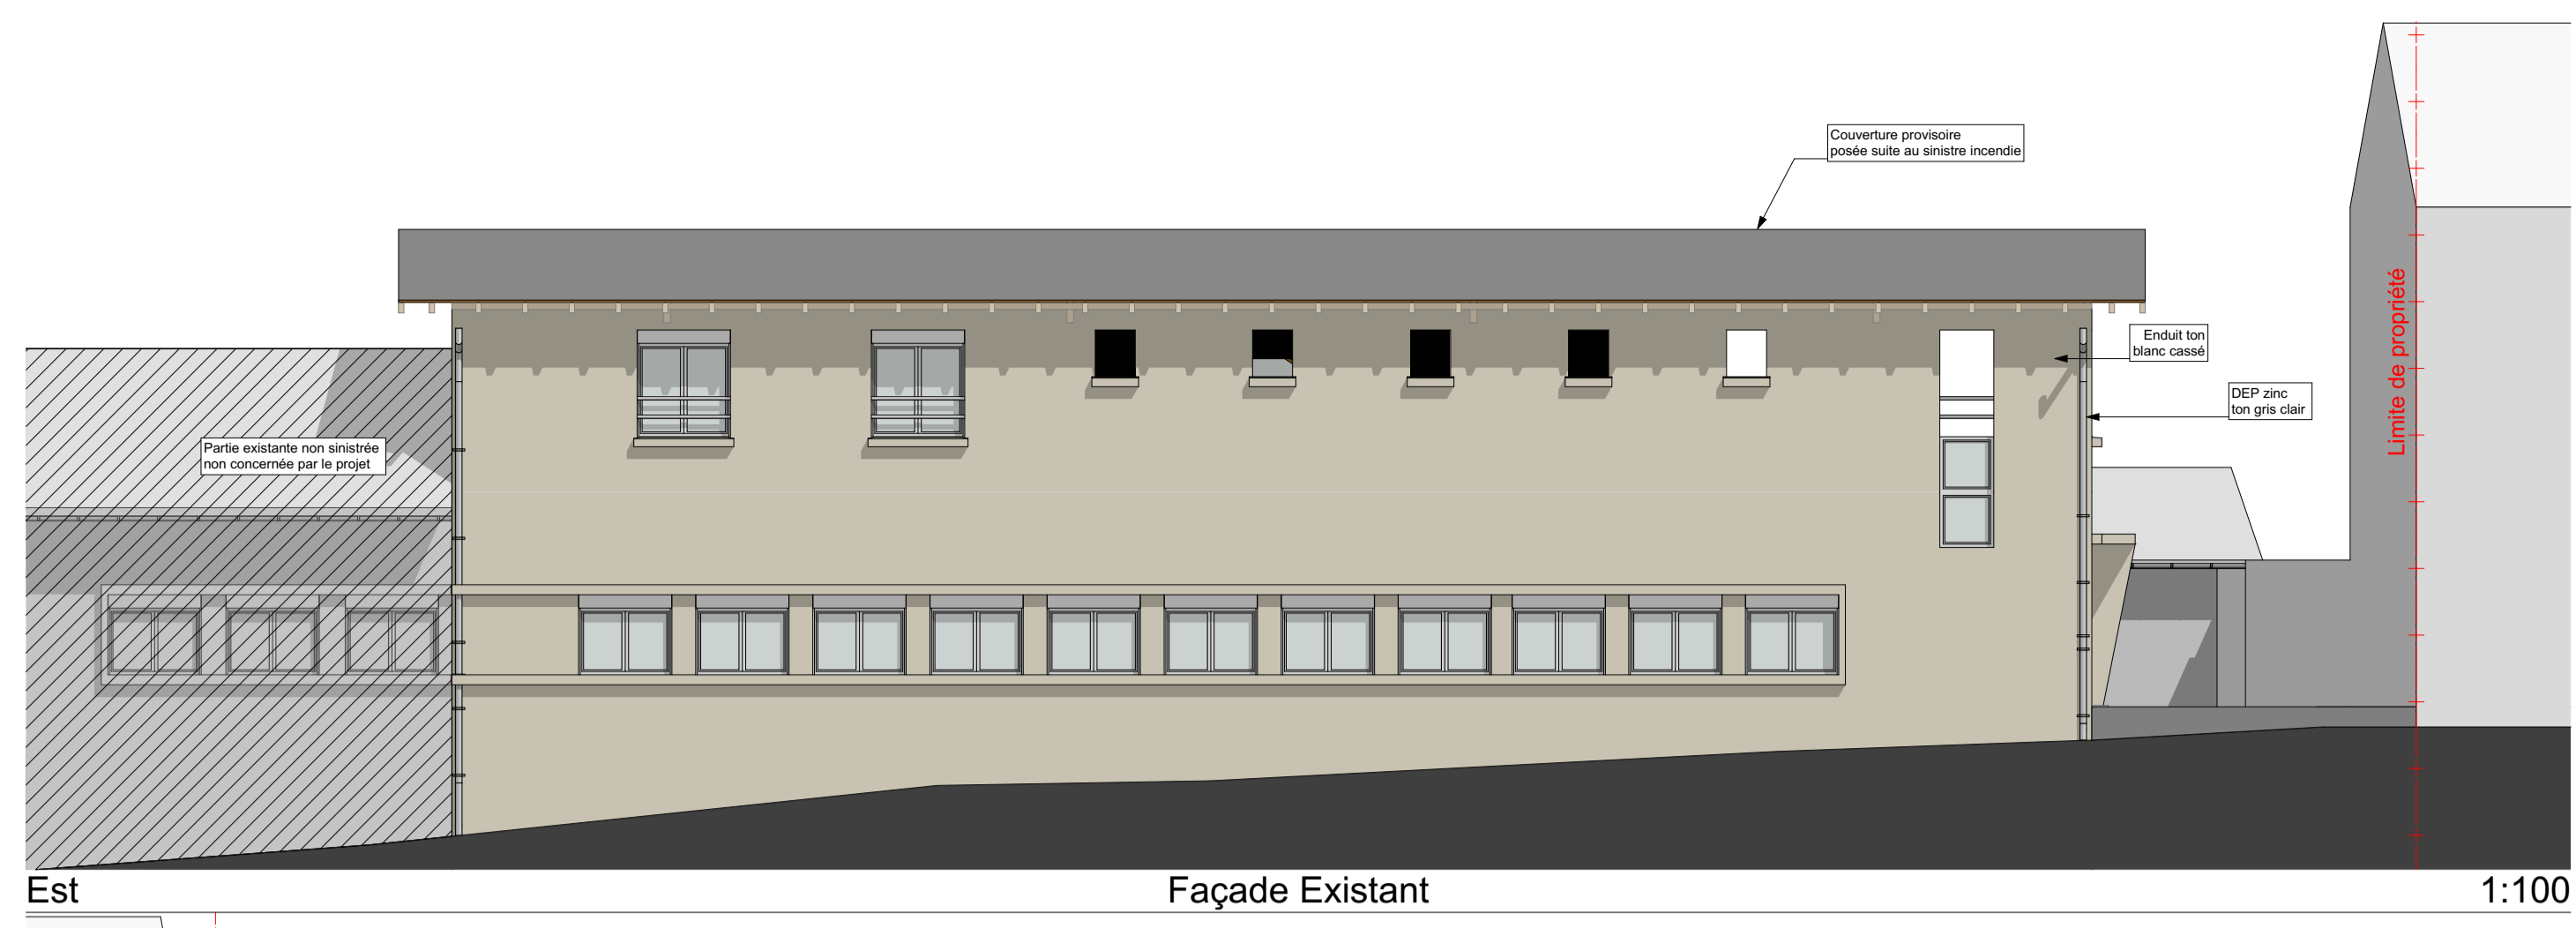 Couverture provisoire
posée suite au sinistre incendie
Limite de propriété
Enduit ton
blanc cassé
DEP zinc
ton gris clair
Partie existante non sinistrée
non concernée par le projet
Est
Façade Existant
1:100